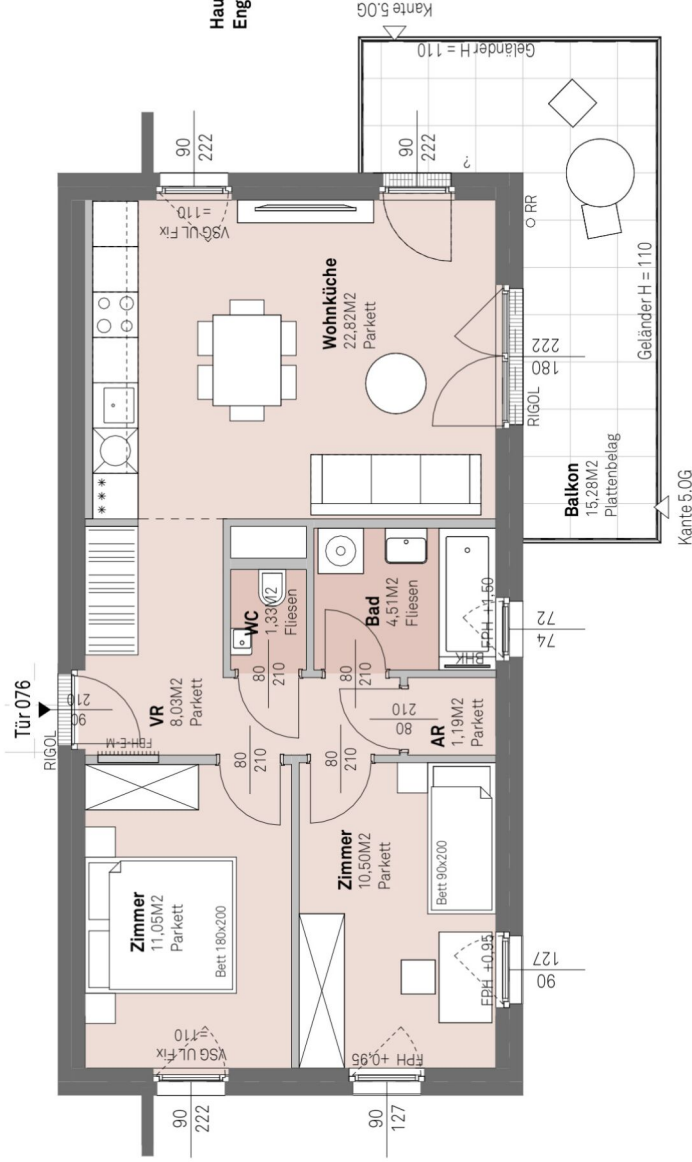 Hau
Eng
Kante 5.OG
Geländer H = 110
90
222
90
222
?
VSG UL Fix
=110
RR
Wohnküche
22,82M2
Parkett
Geländer H = 110
222
180
RIGOL
Balkon
15,28M2
Plattenbelag
Kante 5.OG
Tür 076
RIGOL
210
90
FBH-E-M
VR
8,03M2
Parkett
WC
1,33M2
Fliesen
80
210
Bad
4,51M2
Fliesen
80
210
FPH +1,50
BHK
72
74
210
80
AR
1,19M2
Parkett
80
210
80
210
Zimmer
11,05M2
Parkett
Bett 180x200
VSG UL Fix
=110
90
222
Zimmer
10,50M2
Parkett
Bett 90x200
FPH +0,95
127
90
FPH +0,95
90
127